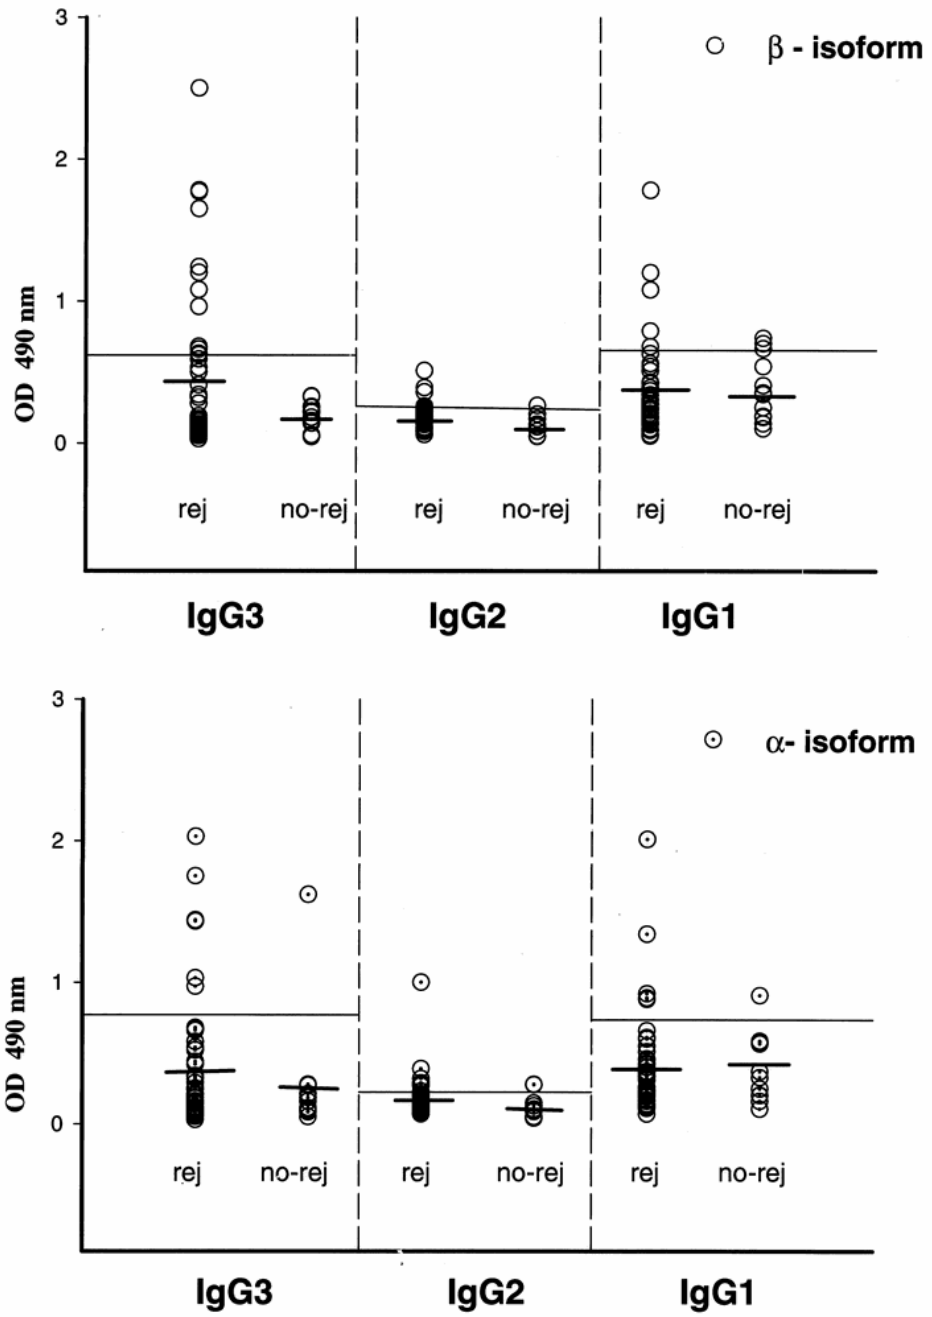 3
β - isoform
2
1
OD 490 nm
0
rej no-rej rej no-rej rej no-rej
IgG3 IgG2 IgG1
3
α- isoform
2
1
OD 490 nm
0
rej no-rej rej no-rej rej no-rej
IgG3 IgG2 IgG1